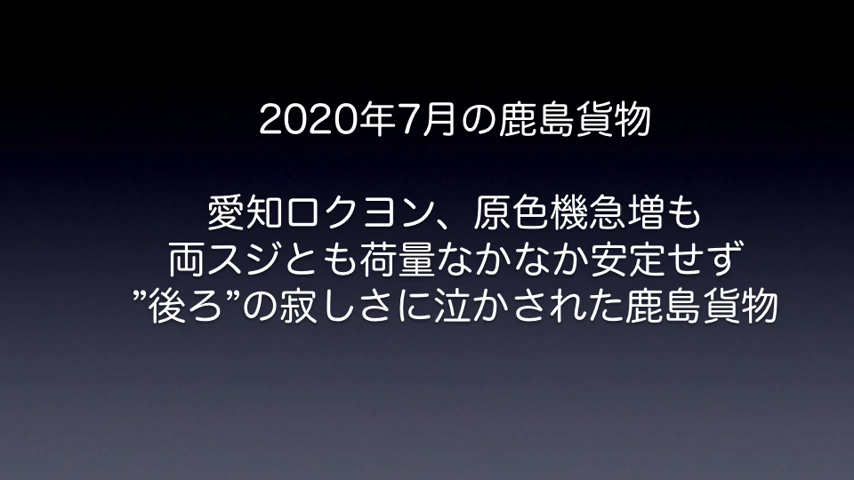 2020年7月の鹿島貨物
愛知ロクヨン、原色機急増も
両スジとも荷量なかなか安定せず
”後ろ”の寂しさに泣かされた鹿島貨物